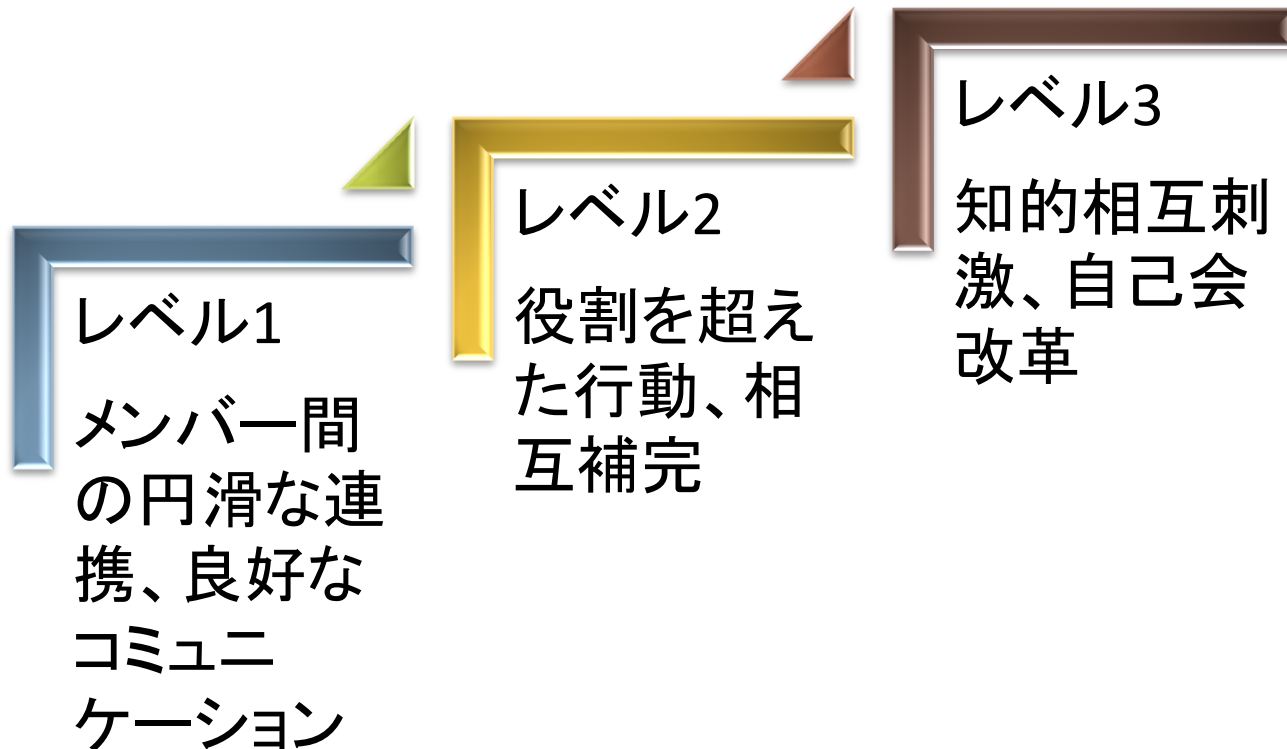 レベル1
メンバー間
の円滑な連
携、良好な
コミュニ
ケーション
レベル2
役割を超え
た行動、相
互補完
レベル3
知的相互刺
激、自己会
改革